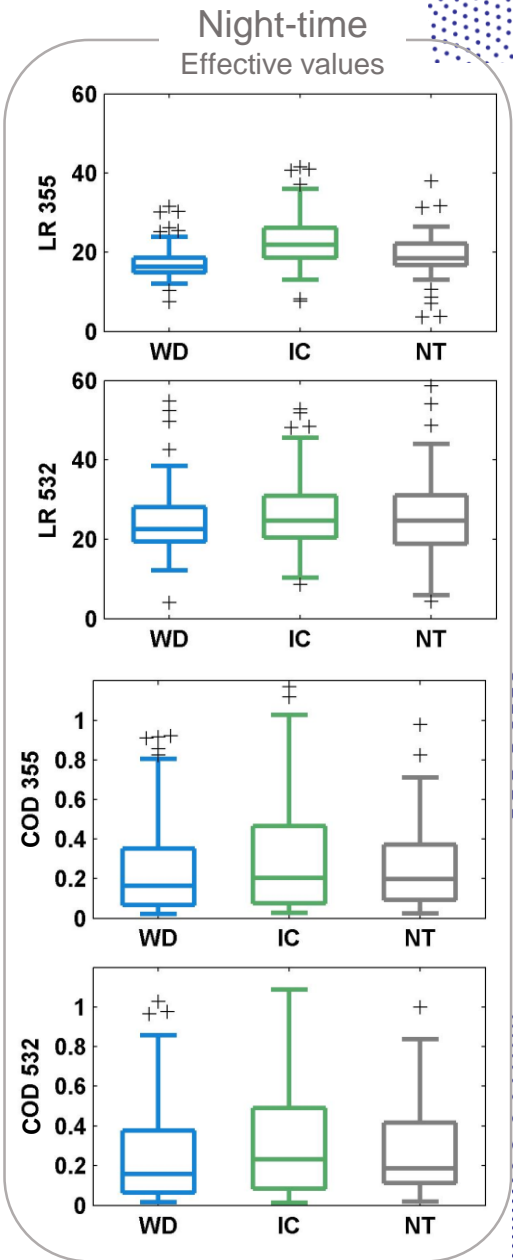 Night-time
Effective values
60
40
20
0
LR 355
WD IC NT
60
40
20
0
LR 532
WD IC NT
1
0.8
0.6
0.4
0.2
0
COD 355
WD IC NT
1
0.8
0.6
0.4
0.2
0
COD 532
WD IC NT